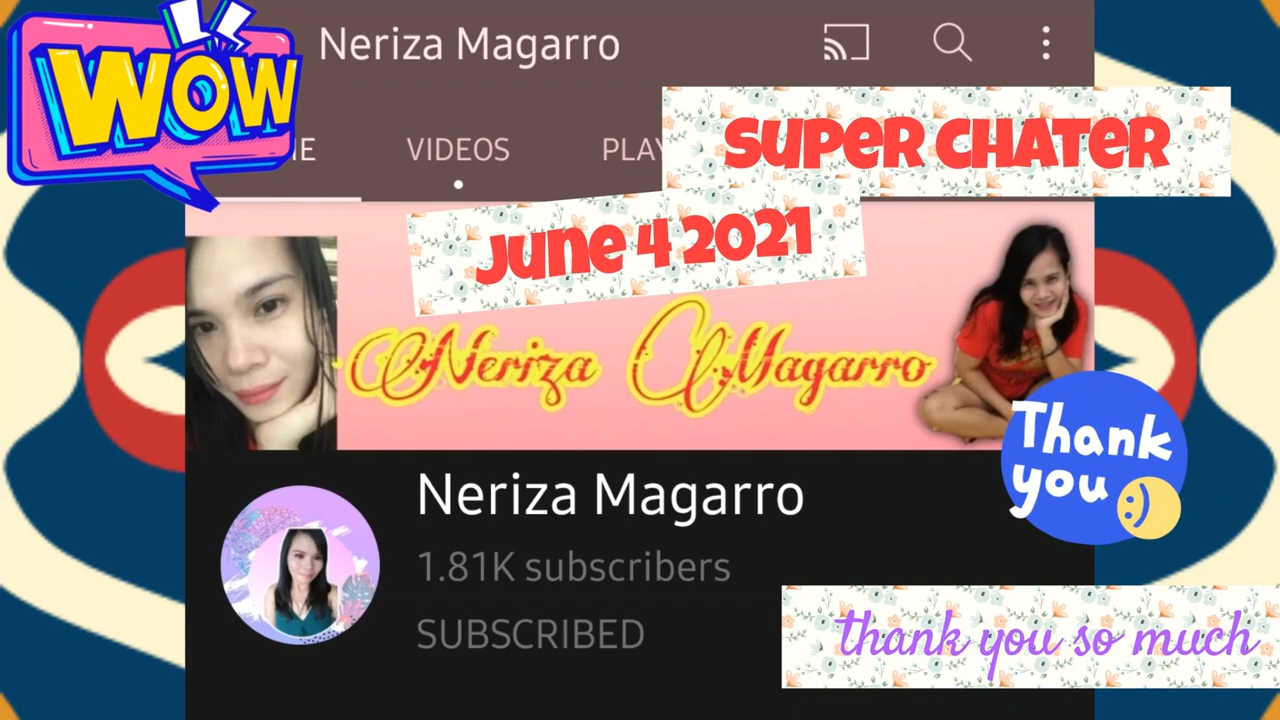 WOW
Neriza Magarro
VIDEOS
SUPER CHATER
June 4 2021
Neriza Magarro
Thank
you
Neriza Magarro
1.81K subscribers
SUBSCRIBED
thank you so much